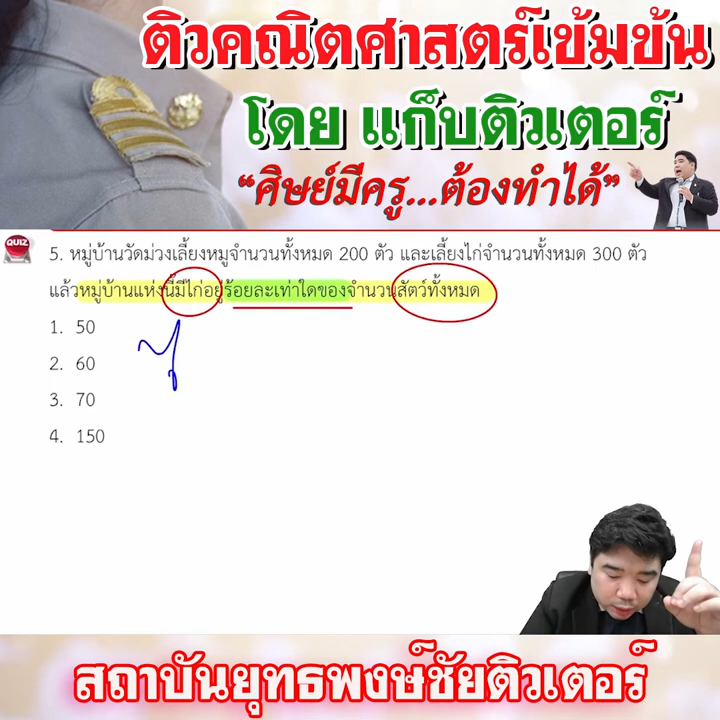 ติวคณิตศาสตร์เข้มข้น
โดย แก็บติวเตอร์
“ศิษย์มีครู...ต้องทำได้”
QUIZ
5. หมู่บ้านวัดม่วงเลี้ยงหมูจำนวนทั้งหมด 200 ตัว และเลี้ยงไก่จำนวนทั้งหมด 300 ตัว
แล้วหมู่บ้านแห่งนี้มีไก่อยู่ร้อยละเท่าใดของจำนวนสัตว์ทั้งหมด
1. 50
2. 60
3. 70
4. 150
สถาบันยุทธพงษ์ชัยติวเตอร์